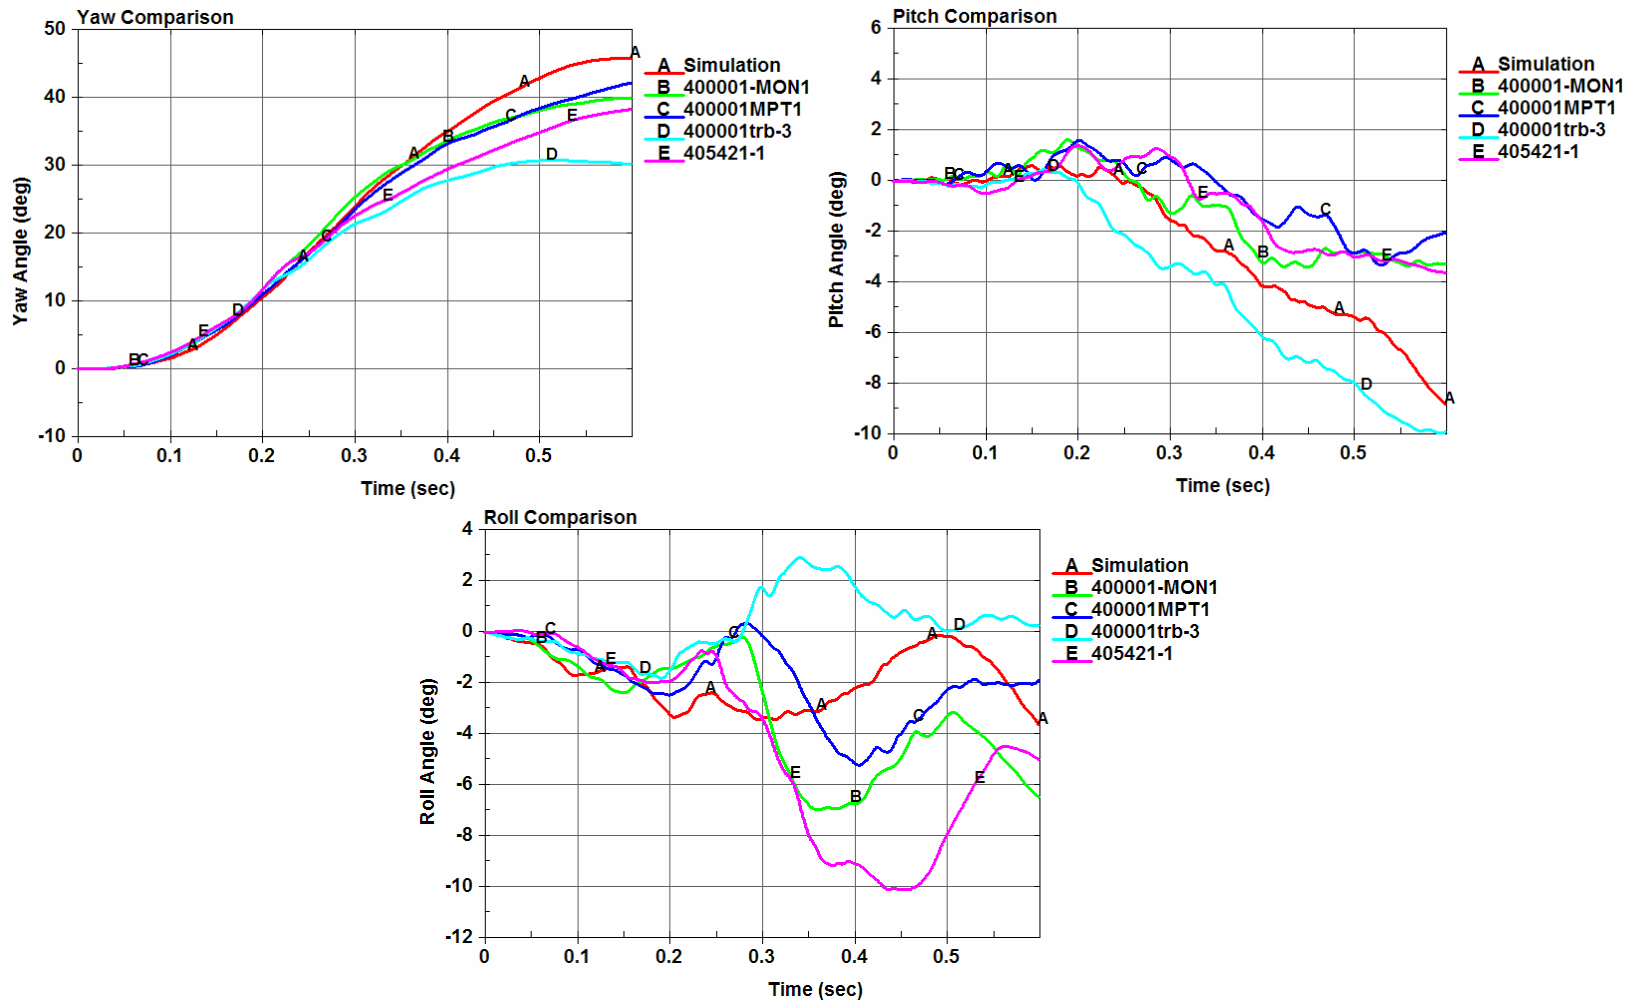 Yaw Comparison
50
40
30
20
10
0
-10
Yaw Angle (deg)
0 0.1 0.2 0.3 0.4 0.5
Time (sec)
A A A A A
B B
C C C
D D
E E E
A Simulation
B 400001-MON1
C 400001MPT1
D 400001trb-3
E 405421-1
Pitch Comparison
6
4
2
0
-2
-4
-6
-8
-10
Pitch Angle (deg)
0 0.1 0.2 0.3 0.4 0.5
Time (sec)
A A A A A
B B
C C C
D D
E E E
A Simulation
B 400001-MON1
C 400001MPT1
D 400001trb-3
E 405421-1
Roll Comparison
4
2
0
-2
-4
-6
-8
-10
-12
Roll Angle (deg)
0 0.1 0.2 0.3 0.4 0.5
Time (sec)
A A A A A
B B
C C C
D D
E E E
A Simulation
B 400001-MON1
C 400001MPT1
D 400001trb-3
E 405421-1